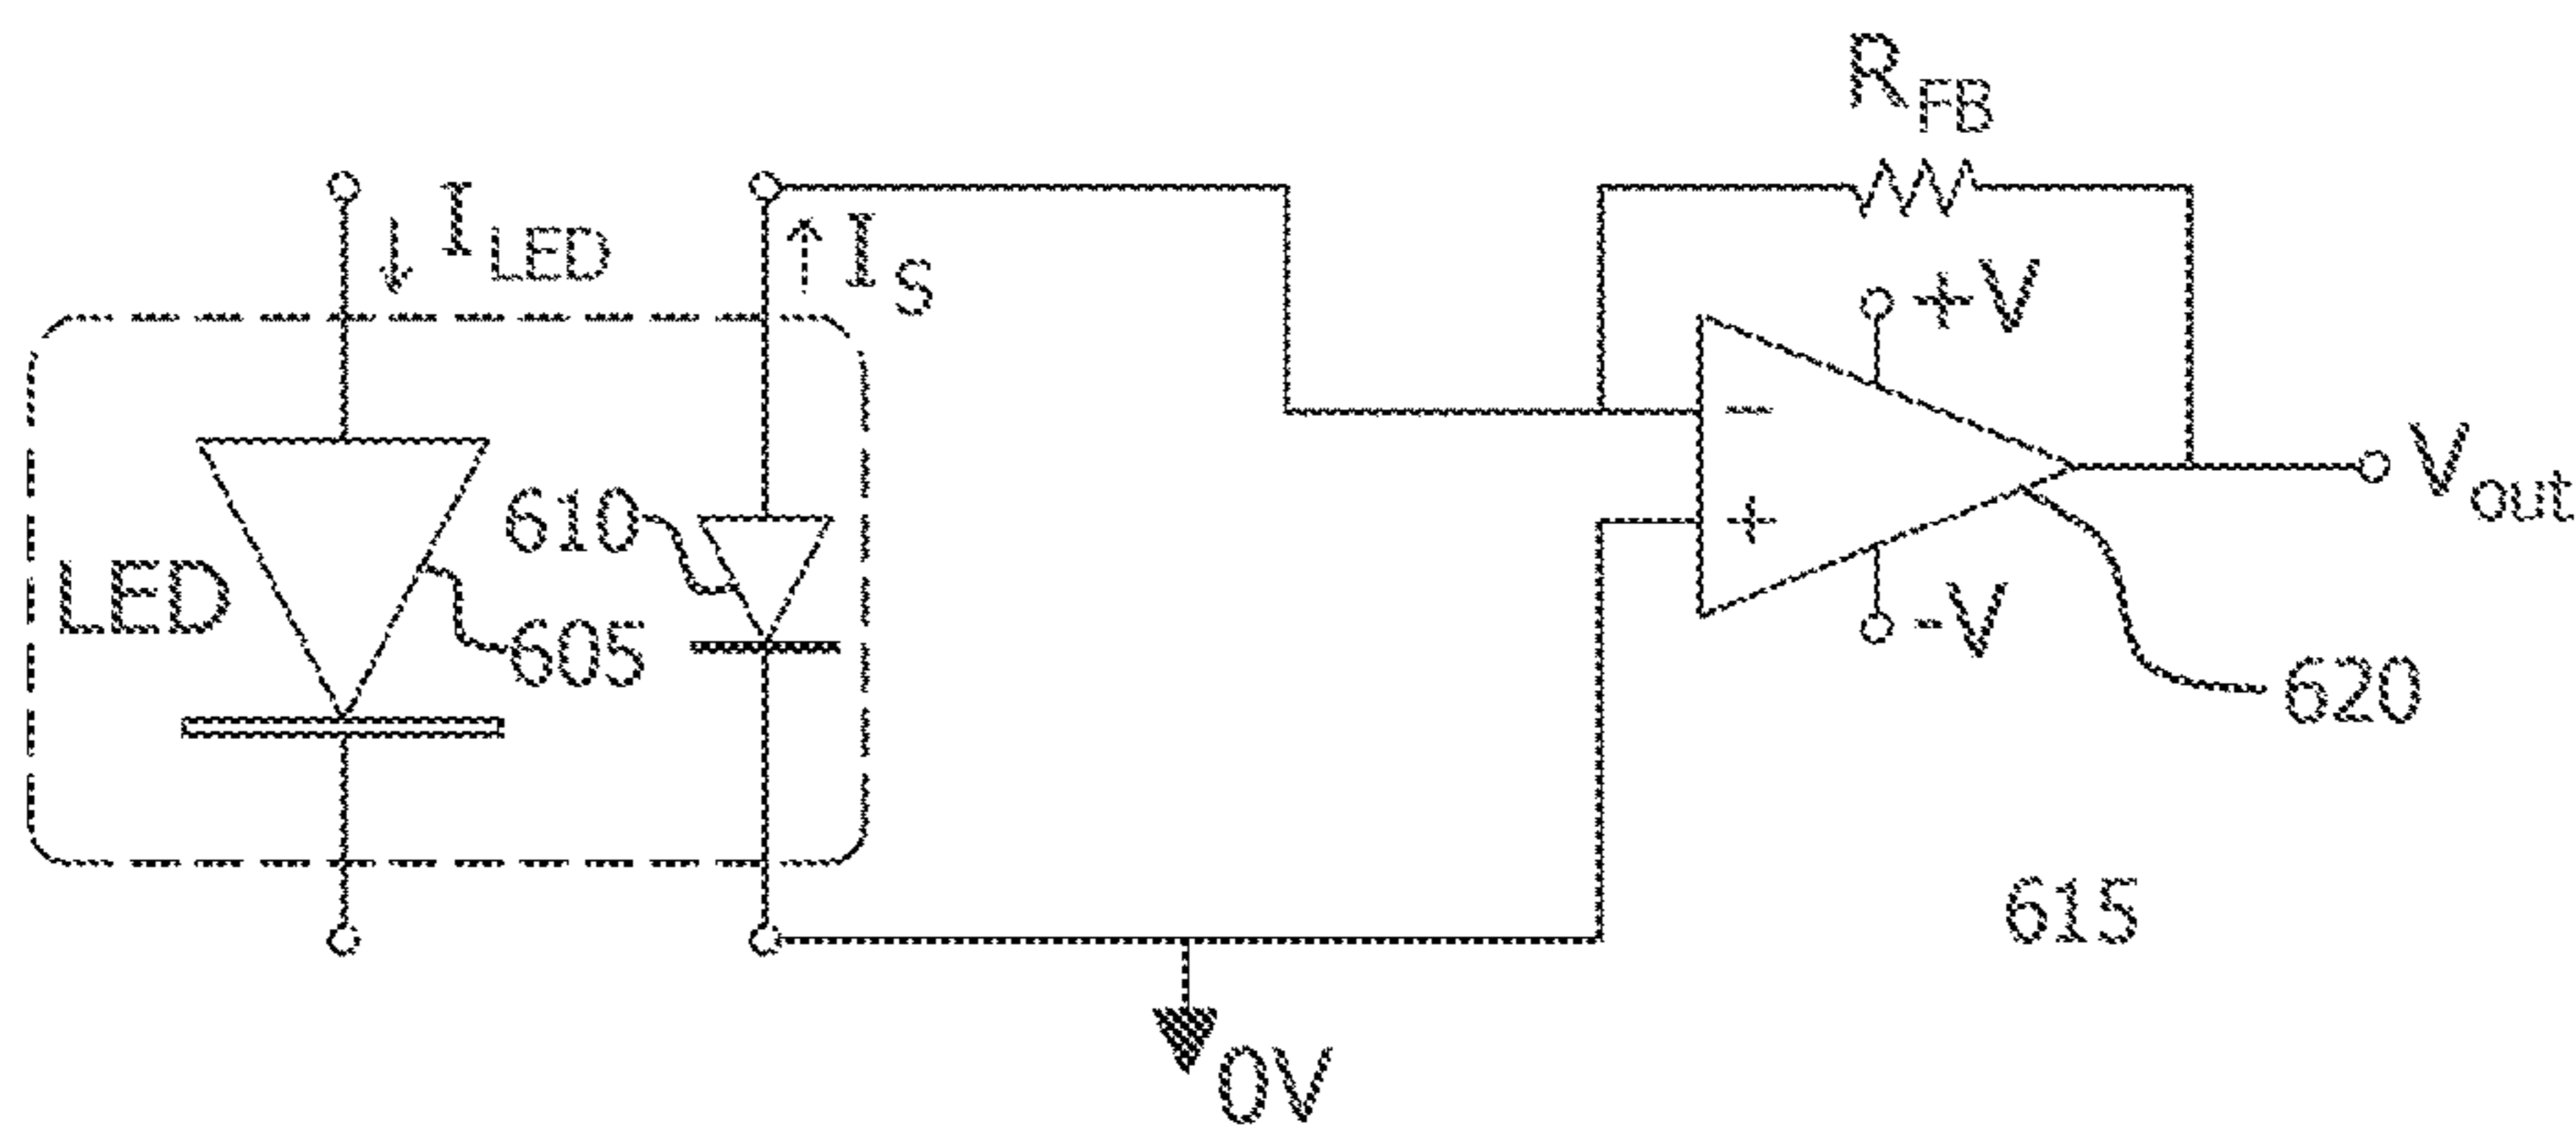 R_FB
I_LED
I_S
+V
−
610
V_out
LED
+
605
-V
620
615
0V